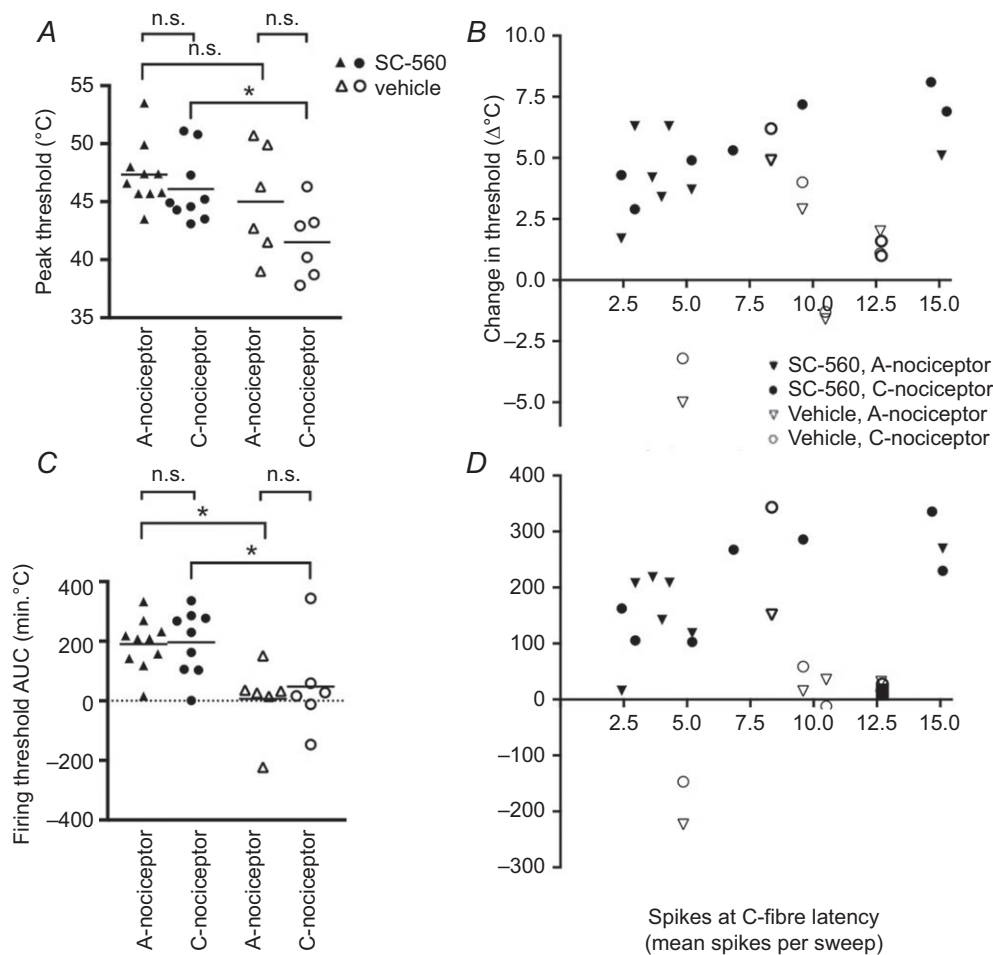 A
n.s.
n.s.
n.s.
*
SC-560
vehicle
Peak threshold (°C)
55
50
45
40
35
A-nociceptor
C-nociceptor
A-nociceptor
C-nociceptor
B
Change in threshold (Δ°C)
10.0
7.5
5.0
2.5
0.0
–2.5
–5.0
2.5
5.0
7.5
10.0
12.5
15.0
SC-560, A-nociceptor
SC-560, C-nociceptor
Vehicle, A-nociceptor
Vehicle, C-nociceptor
C
n.s.
n.s.
*
*
Firing threshold AUC (min.°C)
400
200
0
–200
–400
A-nociceptor
C-nociceptor
A-nociceptor
C-nociceptor
D
400
300
200
100
0
–100
–200
–300
2.5
5.0
7.5
10.0
12.5
15.0
Spikes at C-fibre latency
(mean spikes per sweep)